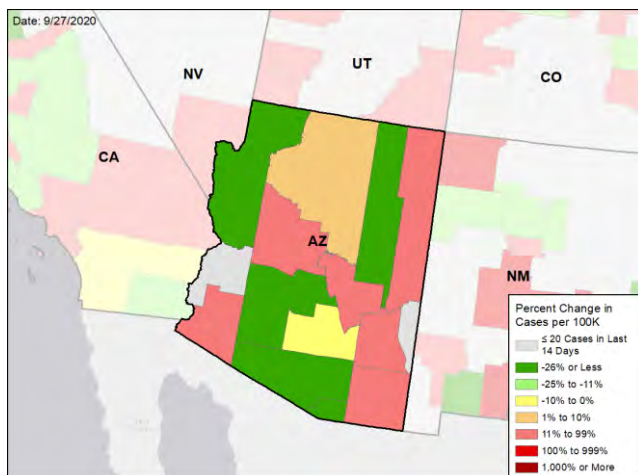 Date: 9/27/2020
NV
UT
CO
CA
AZ
NM
Percent Change in
Cases per 100K
≤ 20 Cases in Last
14 Days
-26% or Less
-25% to -11%
-10% to 0%
1% to 10%
11% to 99%
100% to 999%
1,000% or More